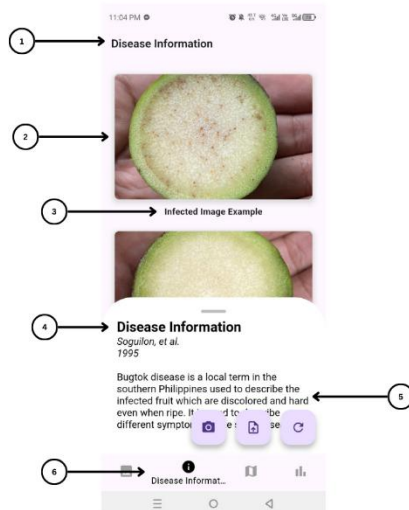 11:04 PM
1
Disease Information
2
3
Infected Image Example
4
Disease Information
Soguilon, et al.
1995
Bugtok disease is a local term in the
southern Philippines used to describe the
infected fruit which are discolored and hard
5
even when ripe. It
different
6
Disease Informat...